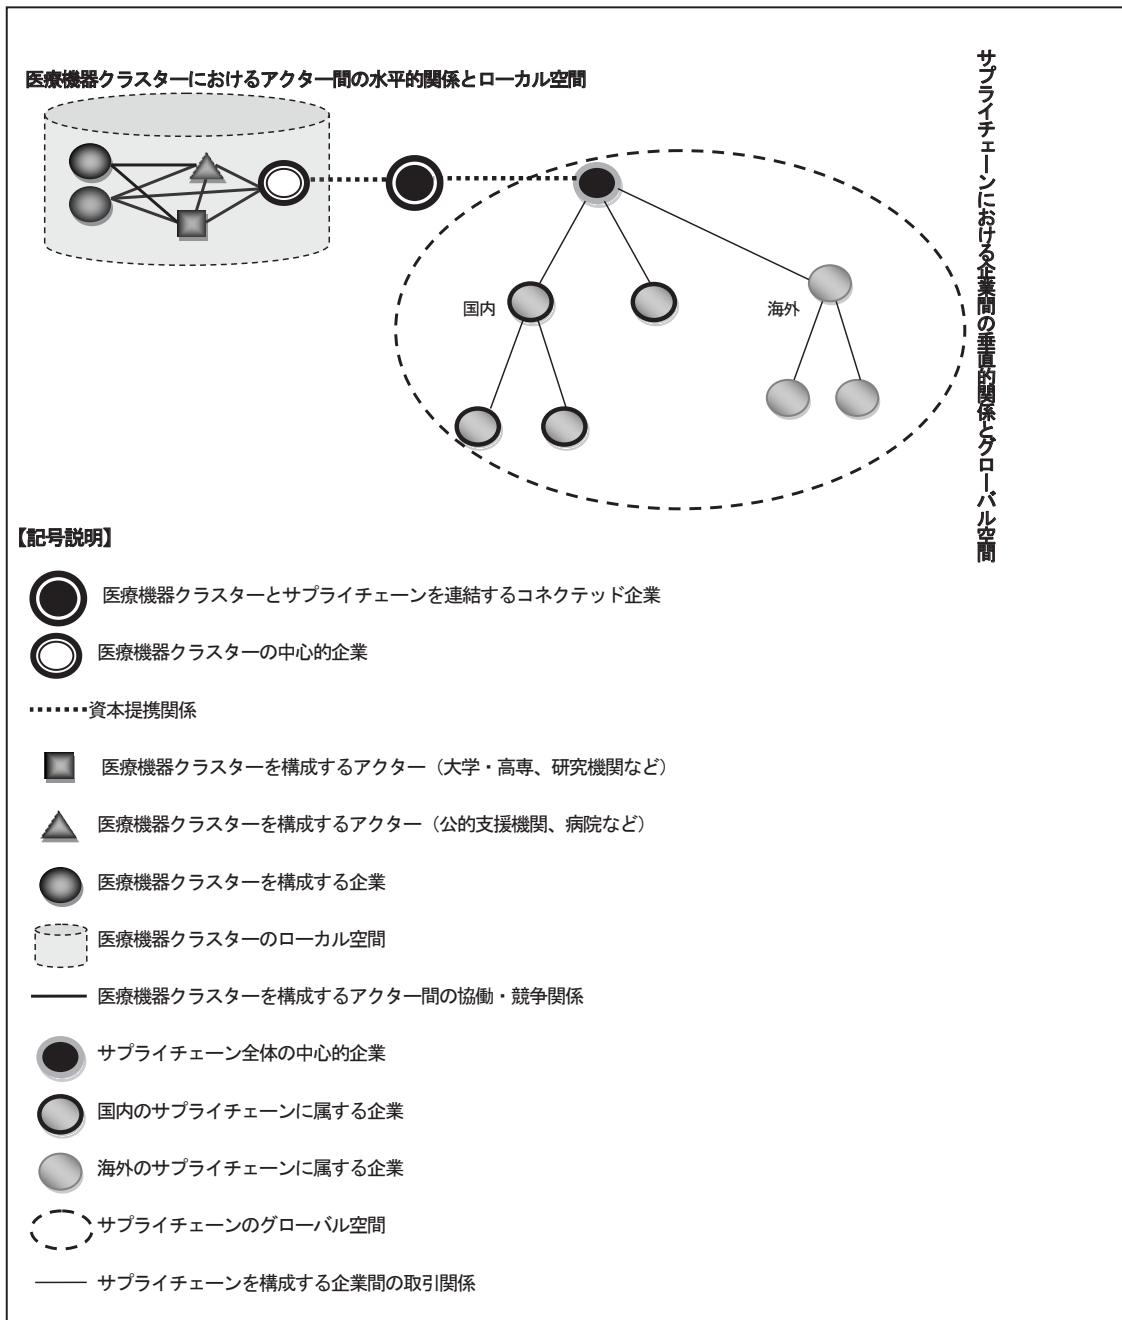 医療機器クラスターにおけるアクター間の水平的関係とローカル空間
サプライチェーンにおける企業間の垂直的関係とグローバル空間
国内
海外
【記号説明】
医療機器クラスターとサプライチェーンを連結するコネクテッド企業
医療機器クラスターの中心的企業
資本提携関係
医療機器クラスターを構成するアクター（大学・高専、研究機関など）
医療機器クラスターを構成するアクター（公的支援機関、病院など）
医療機器クラスターを構成する企業
医療機器クラスターのローカル空間
医療機器クラスターを構成するアクター間の協働・競争関係
サプライチェーン全体の中心的企業
国内のサプライチェーンに属する企業
海外のサプライチェーンに属する企業
サプライチェーンのグローバル空間
サプライチェーンを構成する企業間の取引関係